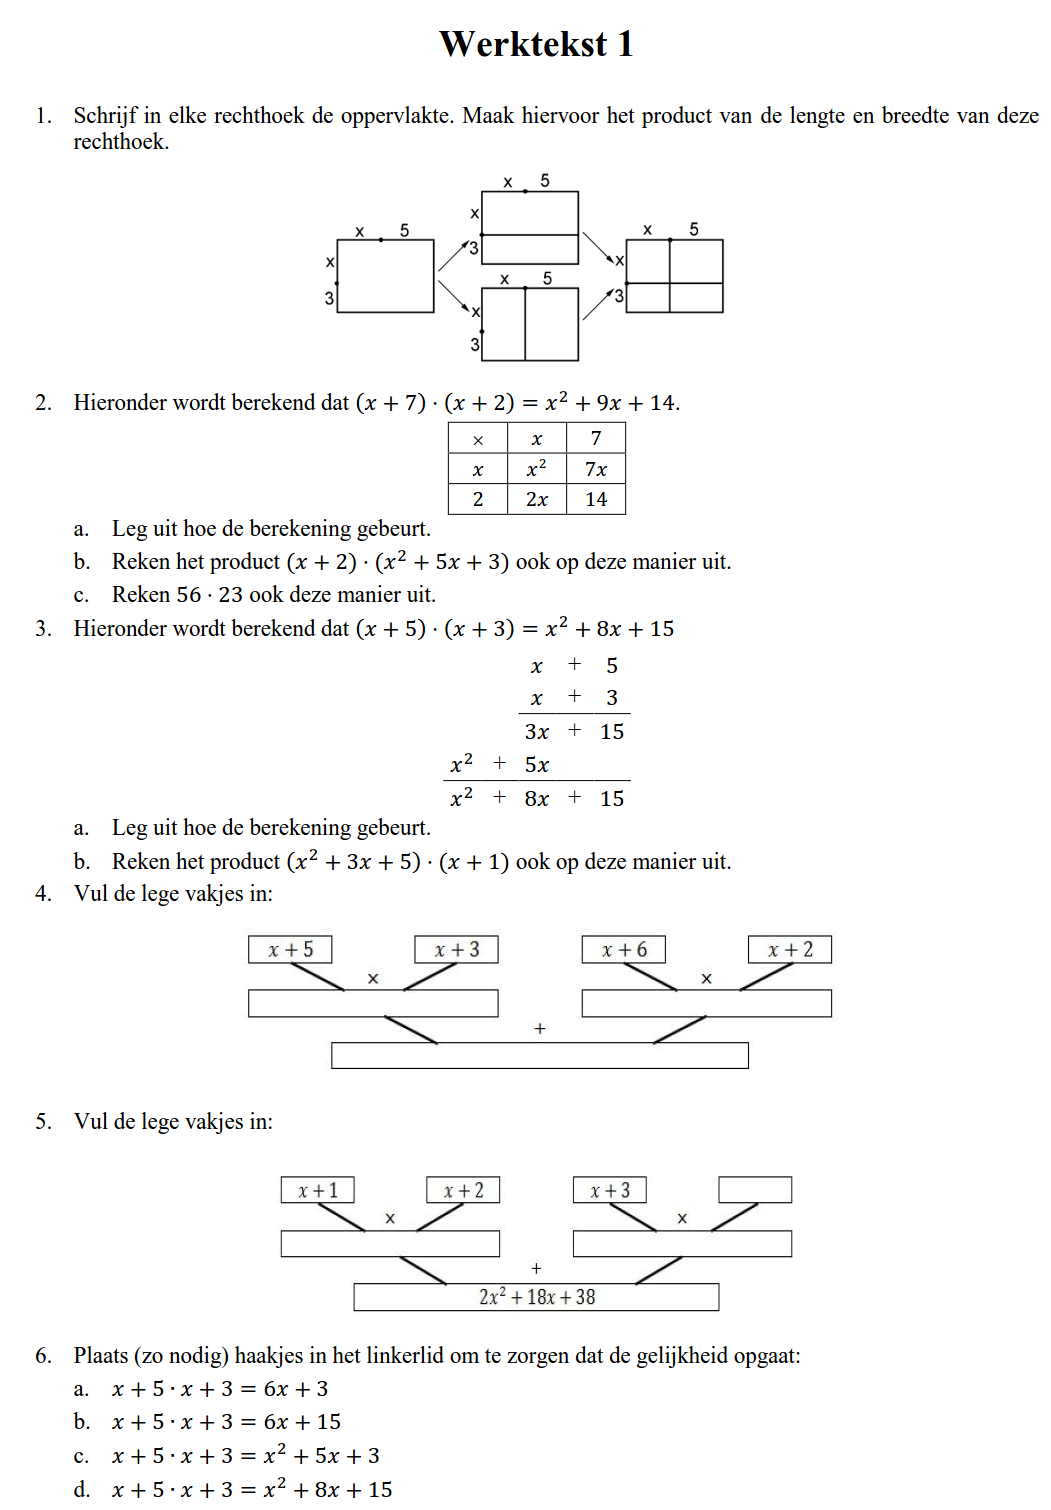 Werktekst 1
1. Schrijf in elke rechthoek de oppervlakte. Maak hiervoor het product van de lengte en breedte van deze
rechthoek.
x 5
x
3
x 5
x
3
x 5
x
3
x 5
x
3
2. Hieronder wordt berekend dat (x + 7) · (x + 2) = x² + 9x + 14.
× x 7
x x² 7x
2 2x 14
a. Leg uit hoe de berekening gebeurt.
b. Reken het product (x + 2) · (x² + 5x + 3) ook op deze manier uit.
c. Reken 56 · 23 ook deze manier uit.
3. Hieronder wordt berekend dat (x + 5) · (x + 3) = x² + 8x + 15
x + 5
x + 3
3x + 15
x² + 5x
x² + 8x + 15
a. Leg uit hoe de berekening gebeurt.
b. Reken het product (x² + 3x + 5) · (x + 1) ook op deze manier uit.
4. Vul de lege vakjes in:
x + 5 x + 3 x + 6 x + 2
x x
+
5. Vul de lege vakjes in:
x + 1 x + 2 x + 3
x x
+
2x² + 18x + 38
6. Plaats (zo nodig) haakjes in het linkerlid om te zorgen dat de gelijkheid opgaat:
a. x + 5 · x + 3 = 6x + 3
b. x + 5 · x + 3 = 6x + 15
c. x + 5 · x + 3 = x² + 5x + 3
d. x + 5 · x + 3 = x² + 8x + 15